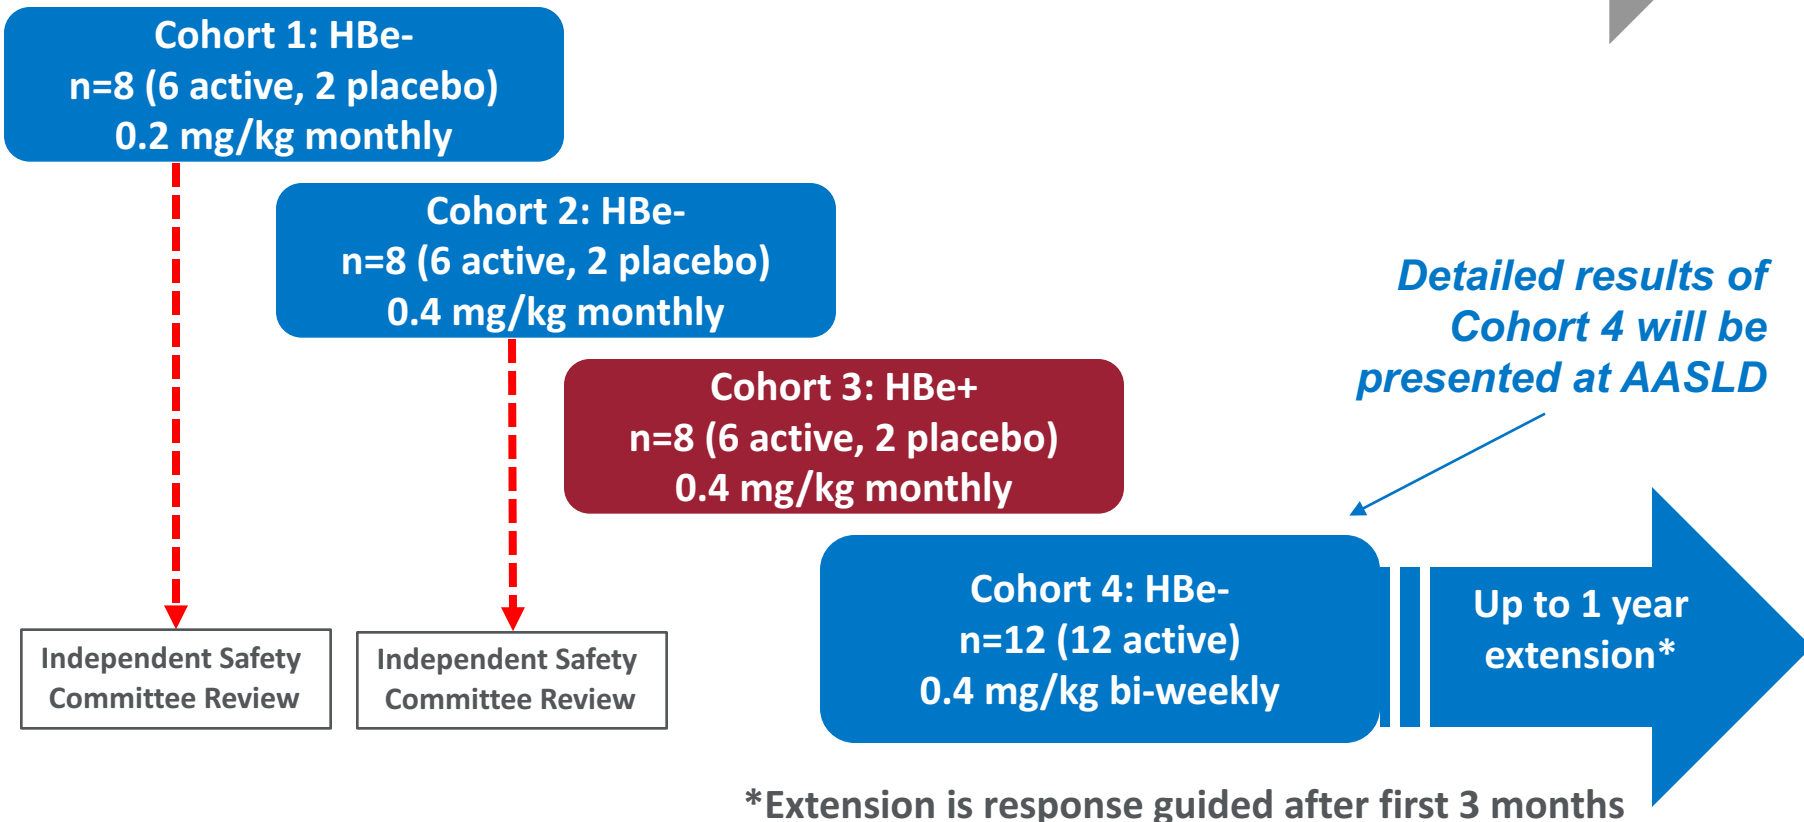 Cohort 1: HBe-
n=8 (6 active, 2 placebo)
0.2 mg/kg monthly
Cohort 2: HBe-
n=8 (6 active, 2 placebo)
0.4 mg/kg monthly
Detailed results of
Cohort 4 will be
presented at AASLD
Cohort 3: HBe+
n=8 (6 active, 2 placebo)
0.4 mg/kg monthly
Independent Safety
Committee Review
Independent Safety
Committee Review
Cohort 4: HBe-
n=12 (12 active)
0.4 mg/kg bi-weekly
Up to 1 year
extension*
*Extension is response guided after first 3 months